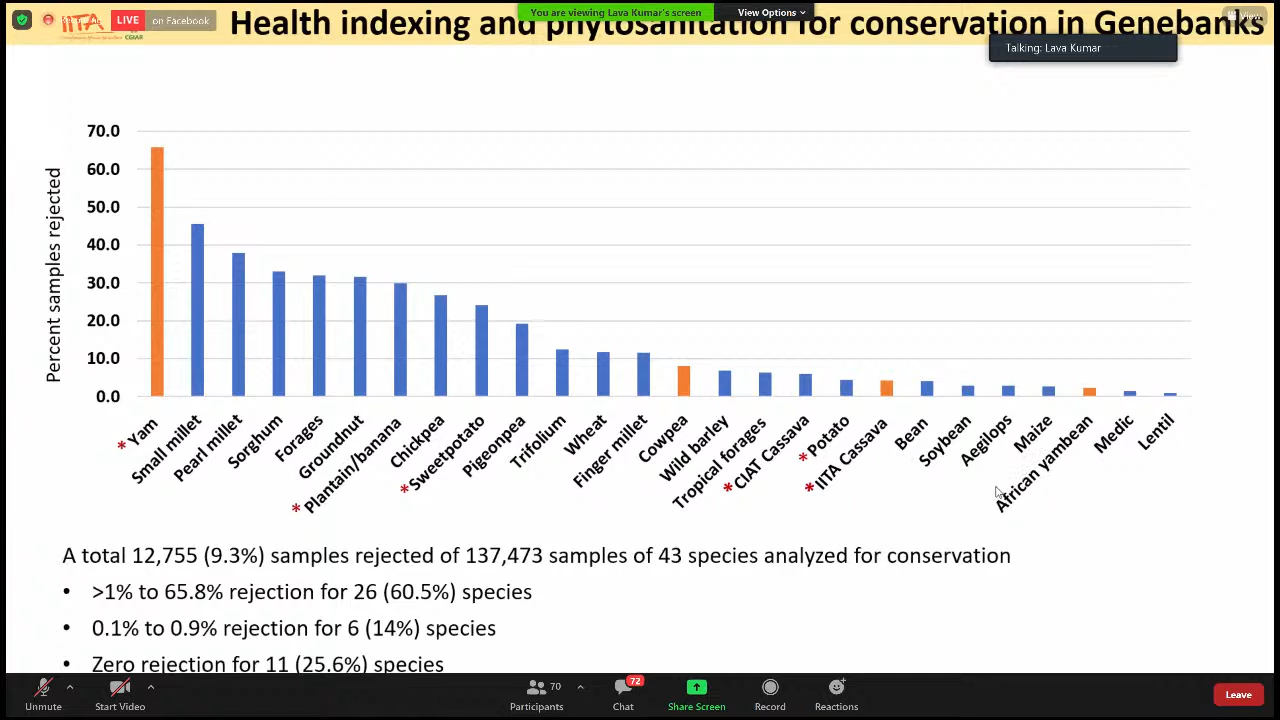 LIVE on Facebook
You are viewing Lava Kumar's screen
View Options
View
Health indexing and phytosanitation for conservation in Genebanks
IITA
CGIAR
Talking: Lava Kumar
Percent samples rejected
70.0
60.0
50.0
40.0
30.0
20.0
10.0
0.0
* Yam
Small millet
Pearl millet
Sorghum
Forages
Groundnut
* Plantain/banana
Chickpea
* Sweetpotato
Pigeonpea
Trifolium
Wheat
Finger millet
Cowpea
Wild barley
Tropical forages
* CIAT Cassava
* Potato
* IITA Cassava
Bean
Soybean
Aegilops
Maize
African yambean
Medic
Lentil
A total 12,755 (9.3%) samples rejected of 137,473 samples of 43 species analyzed for conservation
• >1% to 65.8% rejection for 26 (60.5%) species
• 0.1% to 0.9% rejection for 6 (14%) species
• Zero rejection for 11 (25.6%) species
70
72
Unmute
Start Video
Participants
Chat
Share Screen
Record
Reactions
Leave